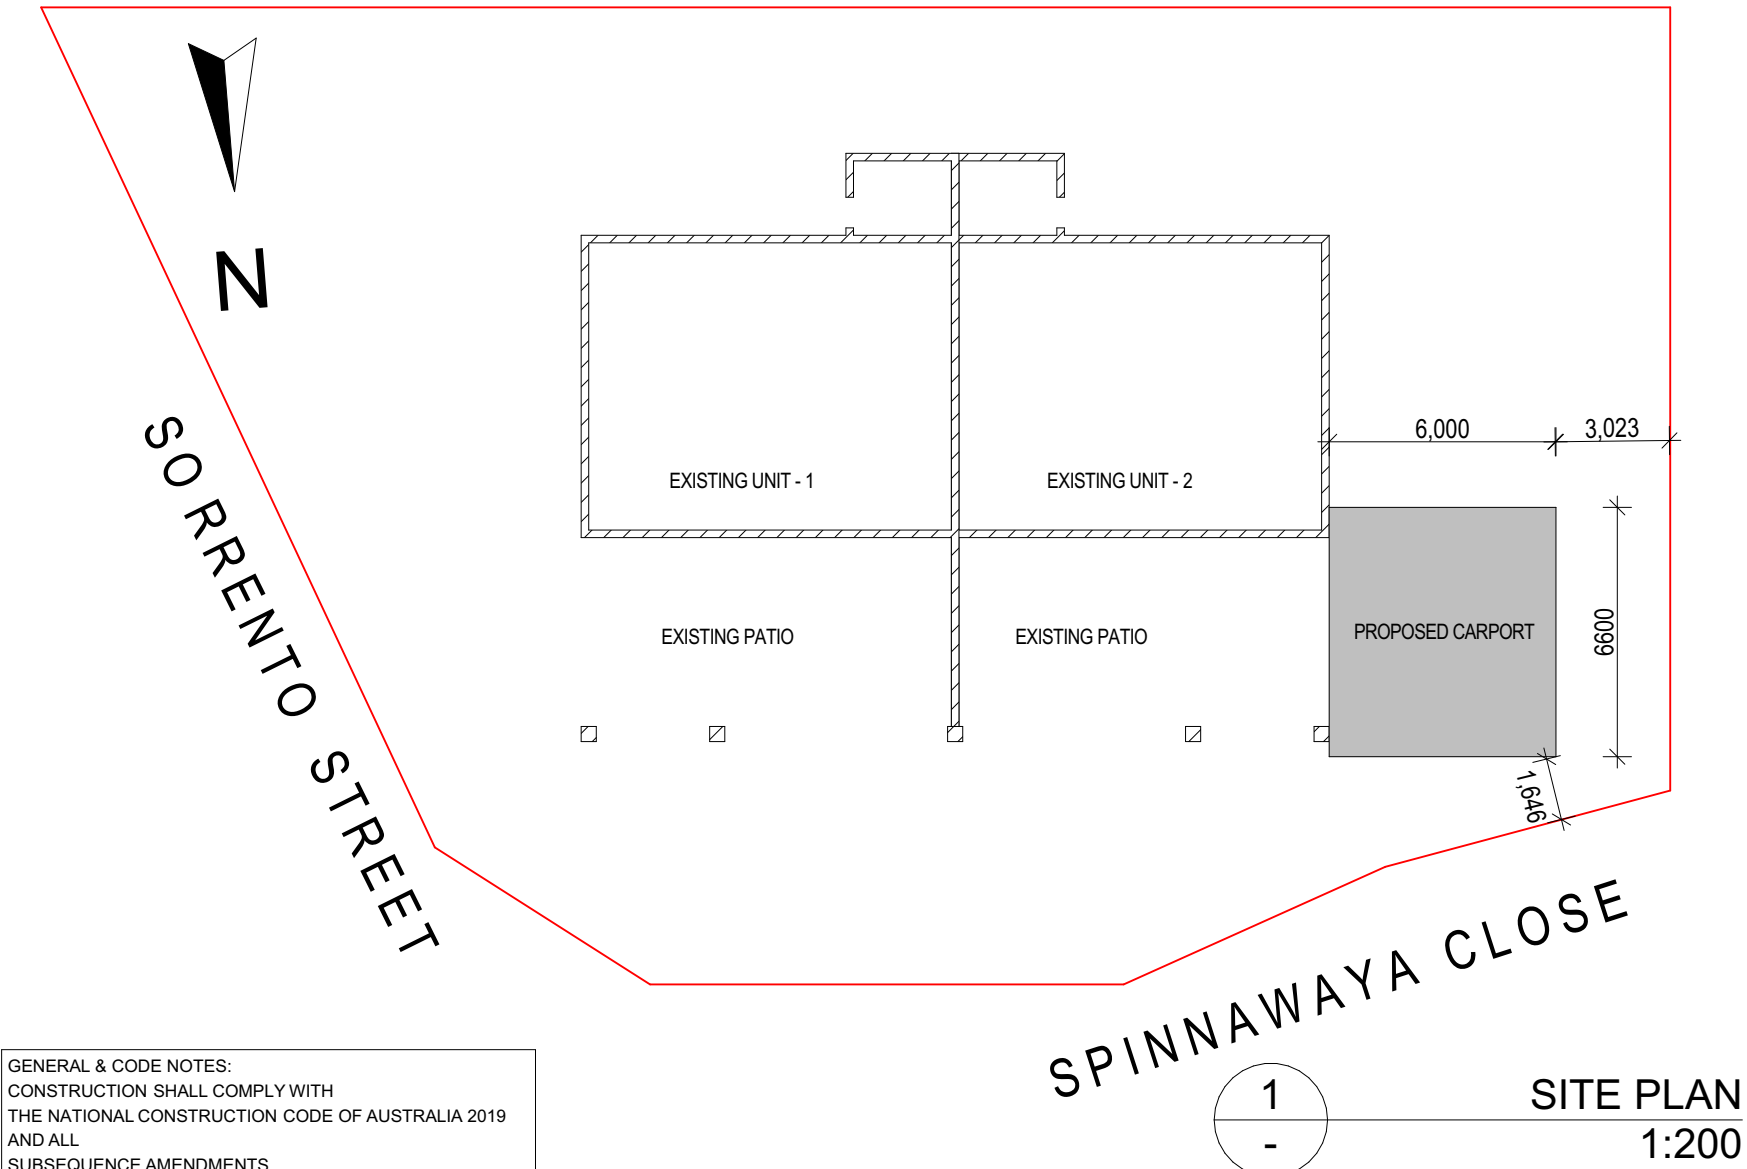 N
SORRENTO STREET
6,000
3,023
EXISTING UNIT - 1
EXISTING UNIT - 2
EXISTING PATIO
EXISTING PATIO
PROPOSED CARPORT
6600
1,646
SPINNAWAYA CLOSE
GENERAL & CODE NOTES:
CONSTRUCTION SHALL COMPLY WITH
THE NATIONAL CONSTRUCTION CODE OF AUSTRALIA 2019
AND ALL
SUBSEQUENCE AMENDMENTS
1
-
SITE PLAN
1:200